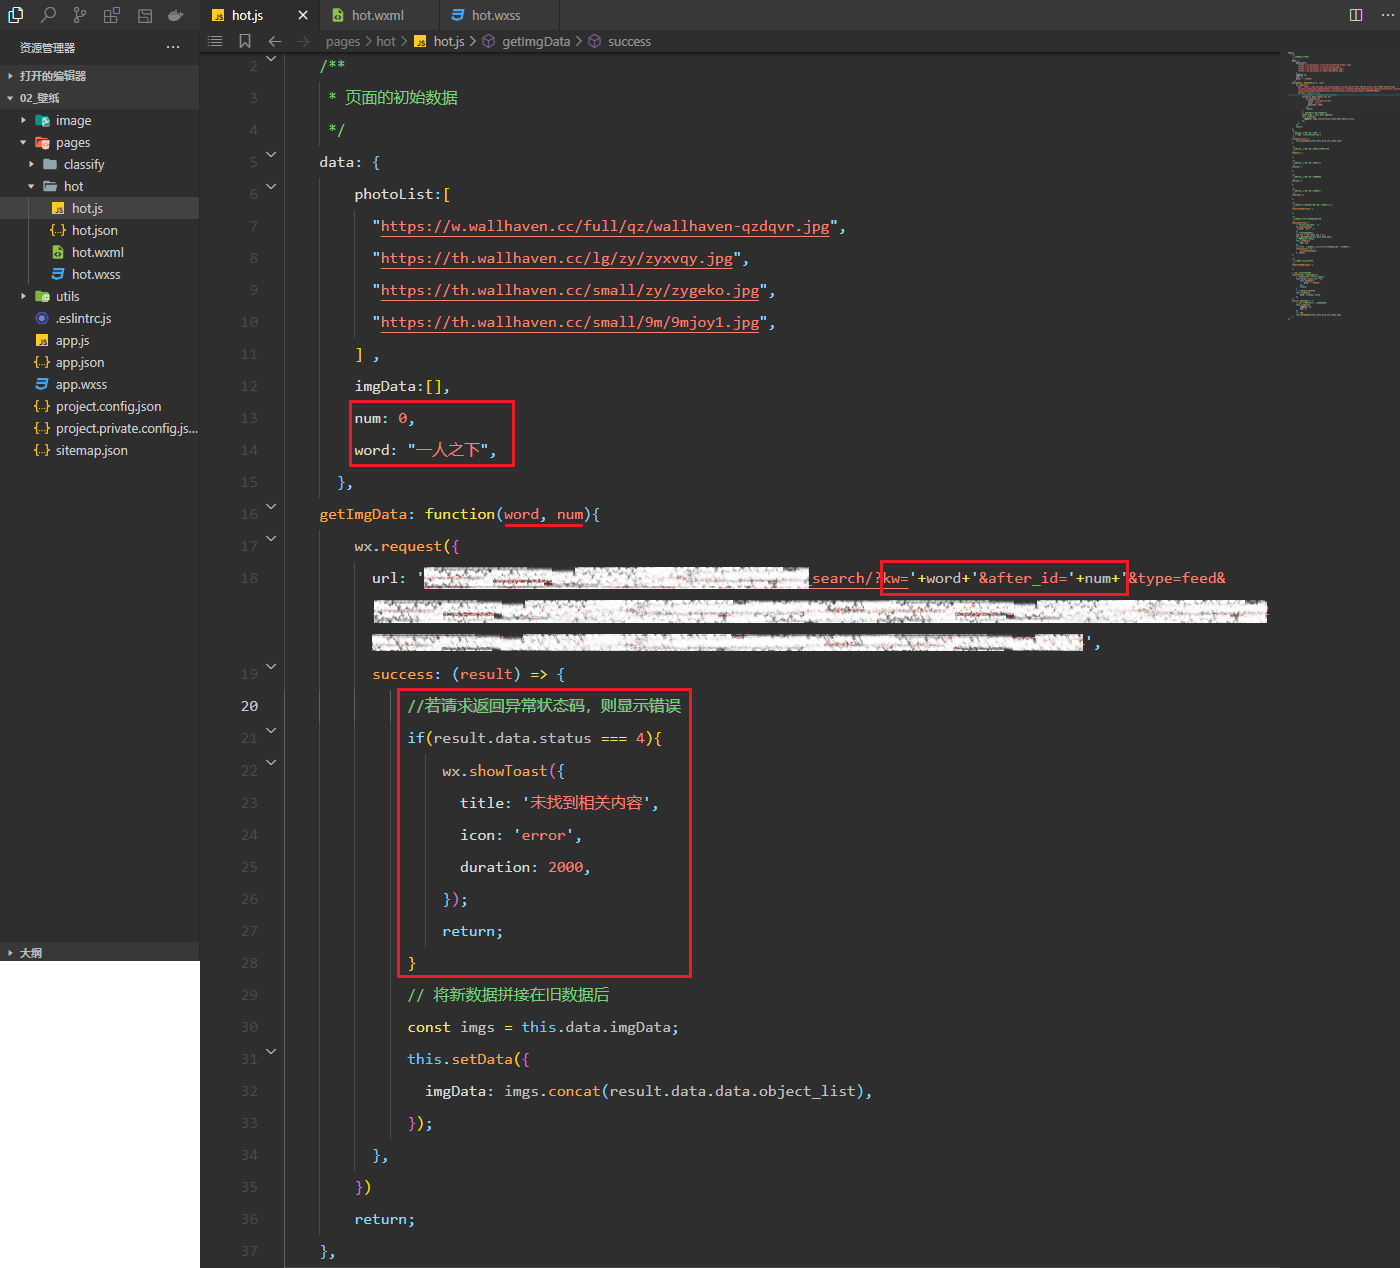 hot.js
hot.wxml
hot.wxss
资源管理器
pages > hot > hot.js > getImgData > success
打开的编辑器
02_壁纸
image
pages
classify
hot
hot.js
hot.json
hot.wxml
hot.wxss
utils
.eslintrc.js
app.js
app.json
app.wxss
project.config.json
project.private.config.js...
sitemap.json
大纲
2 /**
3 * 页面的初始数据
4 */
5 data: {
6 photoList:[
7 "https://w.wallhaven.cc/full/qz/wallhaven-qzdqvr.jpg",
8 "https://th.wallhaven.cc/lg/zy/zyxvqy.jpg",
9 "https://th.wallhaven.cc/small/zy/zygeko.jpg",
10 "https://th.wallhaven.cc/small/9m/9mjoy1.jpg",
11 ] ,
12 imgData:[],
13 num: 0,
14 word: "一人之下",
15 },
16 getImgData: function(word, num){
17 wx.request({
18 url: ' search/?kw='+word+'&after_id='+num+'&type=feed&
',
19 success: (result) => {
20 //若请求返回异常状态码，则显示错误
21 if(result.data.status === 4){
22 wx.showToast({
23 title: '未找到相关内容',
24 icon: 'error',
25 duration: 2000,
26 });
27 return;
28 }
29 // 将新数据拼接在旧数据后
30 const imgs = this.data.imgData;
31 this.setData({
32 imgData: imgs.concat(result.data.data.object_list),
33 });
34 },
35 })
36 return;
37 },